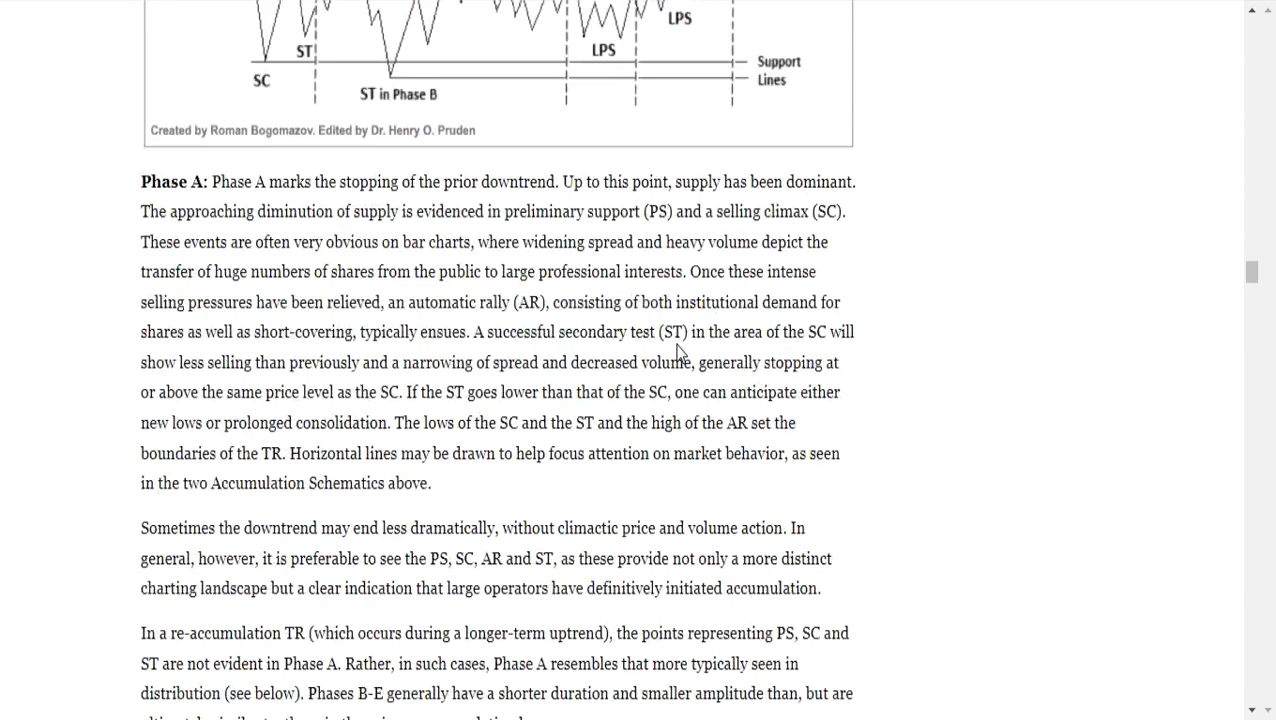 LPS
ST
LPS
Support
SC
Lines
ST in Phase B
Created by Roman Bogomazov. Edited by Dr. Henry O. Pruden
Phase A: Phase A marks the stopping of the prior downtrend. Up to this point, supply has been dominant.
The approaching diminution of supply is evidenced in preliminary support (PS) and a selling climax (SC).
These events are often very obvious on bar charts, where widening spread and heavy volume depict the
transfer of huge numbers of shares from the public to large professional interests. Once these intense
selling pressures have been relieved, an automatic rally (AR), consisting of both institutional demand for
shares as well as short-covering, typically ensues. A successful secondary test (ST) in the area of the SC will
show less selling than previously and a narrowing of spread and decreased volume, generally stopping at
or above the same price level as the SC. If the ST goes lower than that of the SC, one can anticipate either
new lows or prolonged consolidation. The lows of the SC and the ST and the high of the AR set the
boundaries of the TR. Horizontal lines may be drawn to help focus attention on market behavior, as seen
in the two Accumulation Schematics above.
Sometimes the downtrend may end less dramatically, without climactic price and volume action. In
general, however, it is preferable to see the PS, SC, AR and ST, as these provide not only a more distinct
charting landscape but a clear indication that large operators have definitively initiated accumulation.
In a re-accumulation TR (which occurs during a longer-term uptrend), the points representing PS, SC and
ST are not evident in Phase A. Rather, in such cases, Phase A resembles that more typically seen in
distribution (see below). Phases B-E generally have a shorter duration and smaller amplitude than, but are